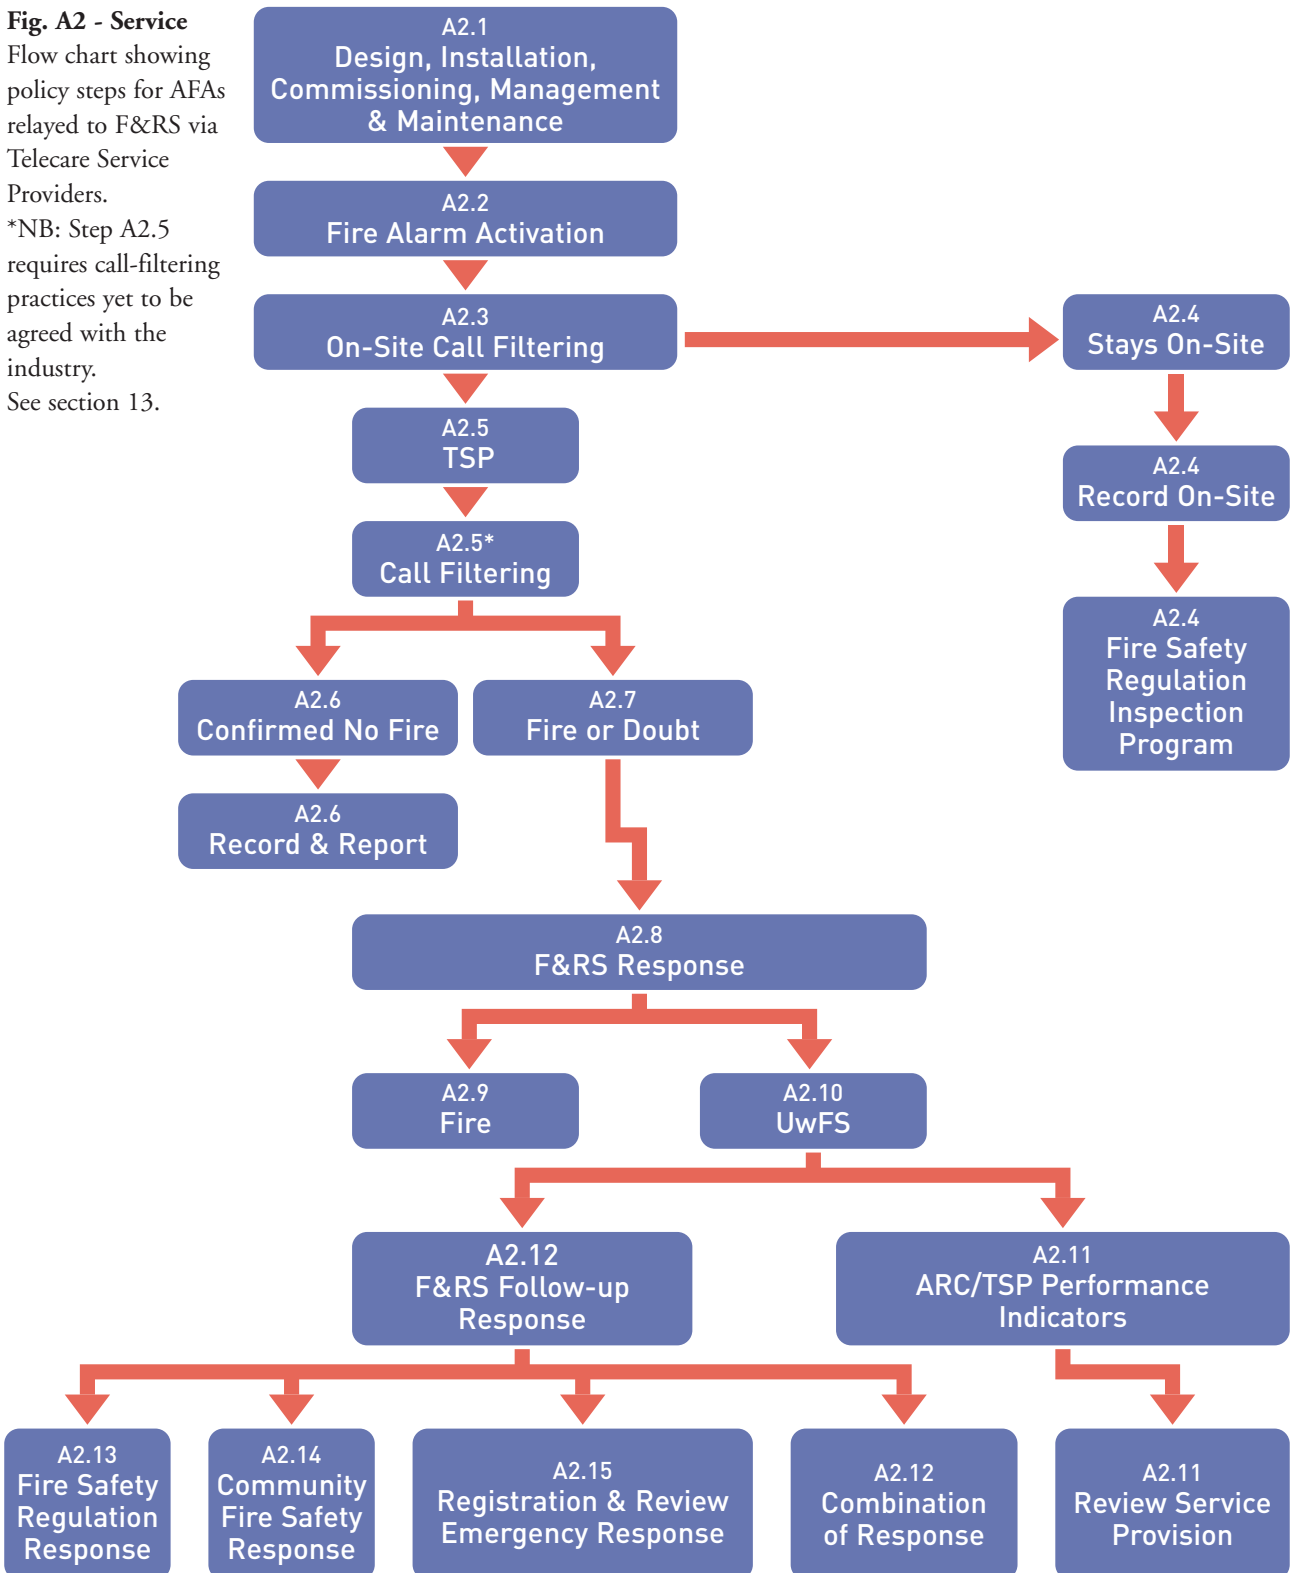 Fig. A2 - Service
Flow chart showing
policy steps for AFAs
relayed to F&RS via
Telecare Service
Providers.
*NB: Step A2.5
requires call-filtering
practices yet to be
agreed with the
industry.
See section 13.
A2.1
Design, Installation,
Commissioning, Management
& Maintenance
A2.2
Fire Alarm Activation
A2.3
On-Site Call Filtering
A2.4
Stays On-Site
A2.4
Record On-Site
A2.4
Fire Safety
Regulation
Inspection
Program
A2.5
TSP
A2.5*
Call Filtering
A2.6
Confirmed No Fire
A2.7
Fire or Doubt
A2.6
Record & Report
A2.8
F&RS Response
A2.9
Fire
A2.10
UwFS
A2.12
F&RS Follow-up
Response
A2.11
ARC/TSP Performance
Indicators
A2.13
Fire Safety
Regulation
Response
A2.14
Community
Fire Safety
Response
A2.15
Registration & Review
Emergency Response
A2.12
Combination
of Response
A2.11
Review Service
Provision